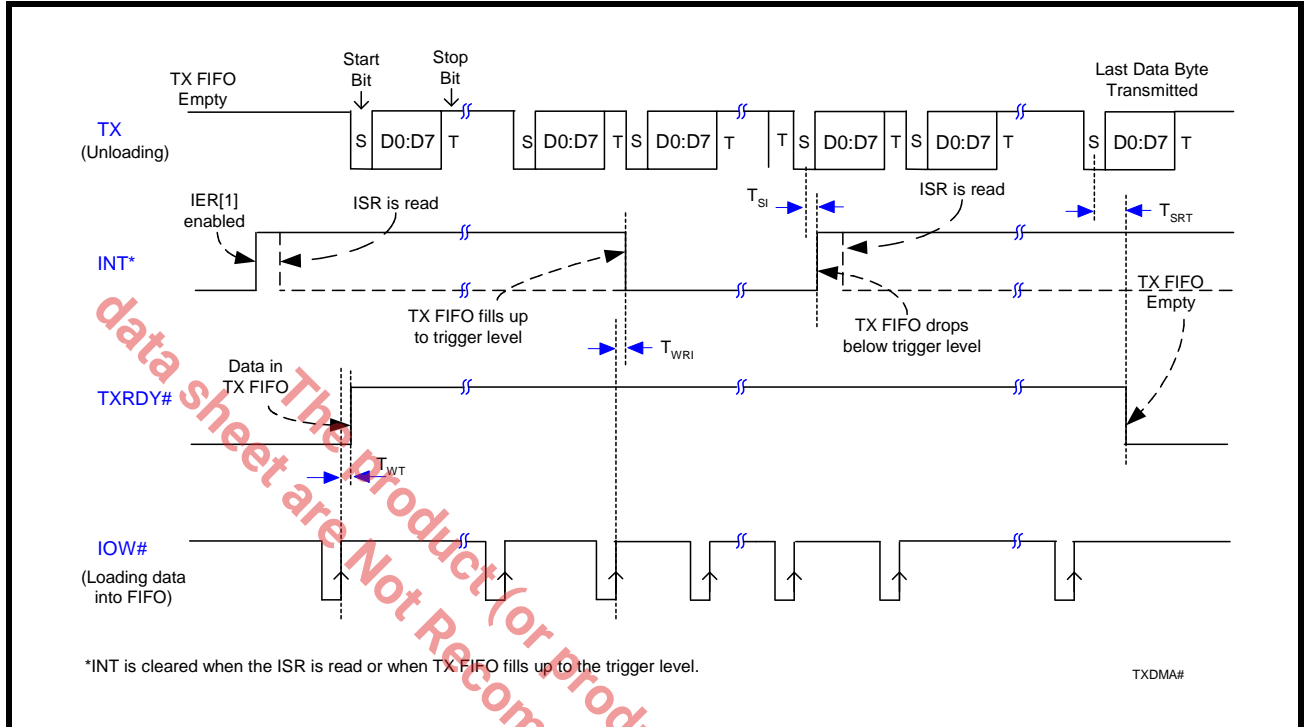 TX FIFO
Empty
Start
Bit
Stop
Bit
Last Data Byte
Transmitted
TX
(Unloading)
S D0:D7 T S D0:D7 T S D0:D7 T T S D0:D7 T S D0:D7 T S D0:D7 T
IER[1]
enabled
ISR is read
TSI
ISR is read
TSRT
INT*
TX FIFO fills up
to trigger level
TWRI
TX FIFO drops
below trigger level
TX FIFO
Empty
Data in
TX FIFO
TXRDY#
TWT
IOW#
(Loading data
into FIFO)
*INT is cleared when the ISR is read or when TX FIFO fills up to the trigger level.
TXDMA#
The product (or prod
data sheet are Not Recom